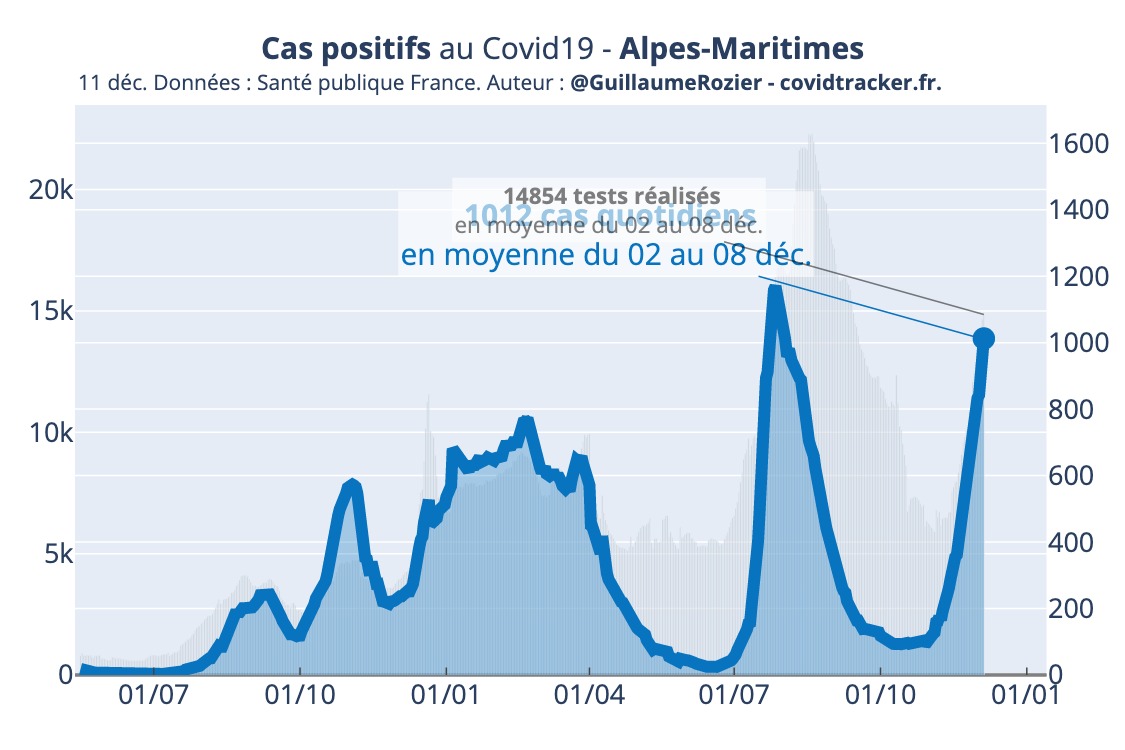 Cas positifs au Covid19 - Alpes-Maritimes
11 déc. Données : Santé publique France. Auteur : @GuillaumeRozier - covidtracker.fr.
14854 tests réalisés
en moyenne du 02 au 08 déc.
1012 cas quotidiens
en moyenne du 02 au 08 déc.
20k
15k
10k
5k
0
1600
1400
1200
1000
800
600
400
200
0
01/07 01/10 01/01 01/04 01/07 01/10 01/01